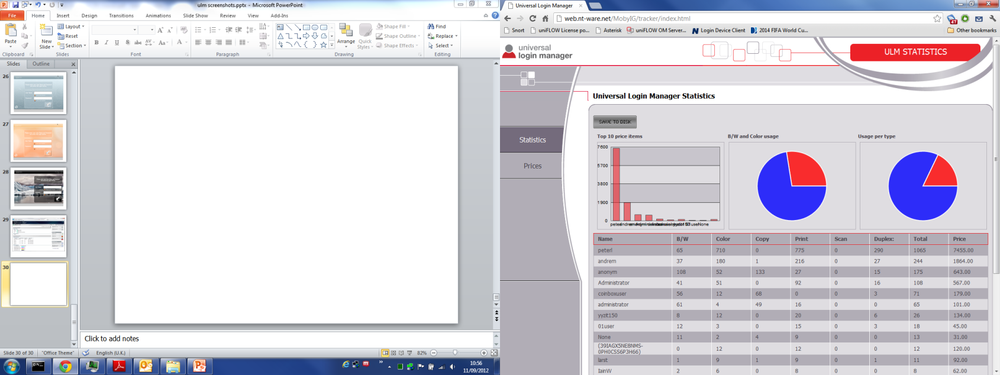 ulm screenshots.pptx - Microsoft PowerPoint
File Home Insert Design Transitions Animations Slide Show Review View Add-Ins
Paste
New Slide
Layout
Reset
Section
Arrange
Quick Styles
Shape Fill
Shape Outline
Shape Effects
Find
Replace
Select
Clipboard Slides Font Paragraph Drawing Editing
Slides Outline
26
27
28
29
30
Click to add notes
Slide 30 of 30 "Office Theme" English (U.K.) 82%
10:56
11/09/2012
Universal Login Manager
web.nt-ware.net/MobyIG/tracker/index.html
47
Snort uniFLOW License po... Asterisk uniFLOW OM Server... Login Device Client 2014 FIFA World Cu... Other bookmarks
universal
login manager
ULM STATISTICS
Statistics
Prices
Universal Login Manager Statistics
SAVE TO DISK
Top 10 price items B/W and Color usage Usage per type
7600
5700
3800
1900
0
Name B/W Color Copy Print Scan Duplex: Total Price
peterl 65 710 0 775 0 290 1065 7455.00
andrem 37 180 1 216 0 27 244 1864.00
anonym 108 52 133 27 0 15 175 643.00
Administrator 41 51 0 92 0 16 108 567.00
coinboxuser 56 12 68 0 0 3 71 179.00
administrator 61 4 49 16 0 0 65 101.00
yyzit150 8 12 0 20 0 6 26 134.00
01user 12 3 0 15 0 3 18 45.00
None 11 2 4 9 0 0 13 31.00
(39IAGX5NE8NMS-
0PH0CSS6P3H66) 0 12 0 12 0 0 12 120.00
larst 1 9 1 9 0 1 11 92.00
IainW 2 6 0 8 0 0 8 62.00